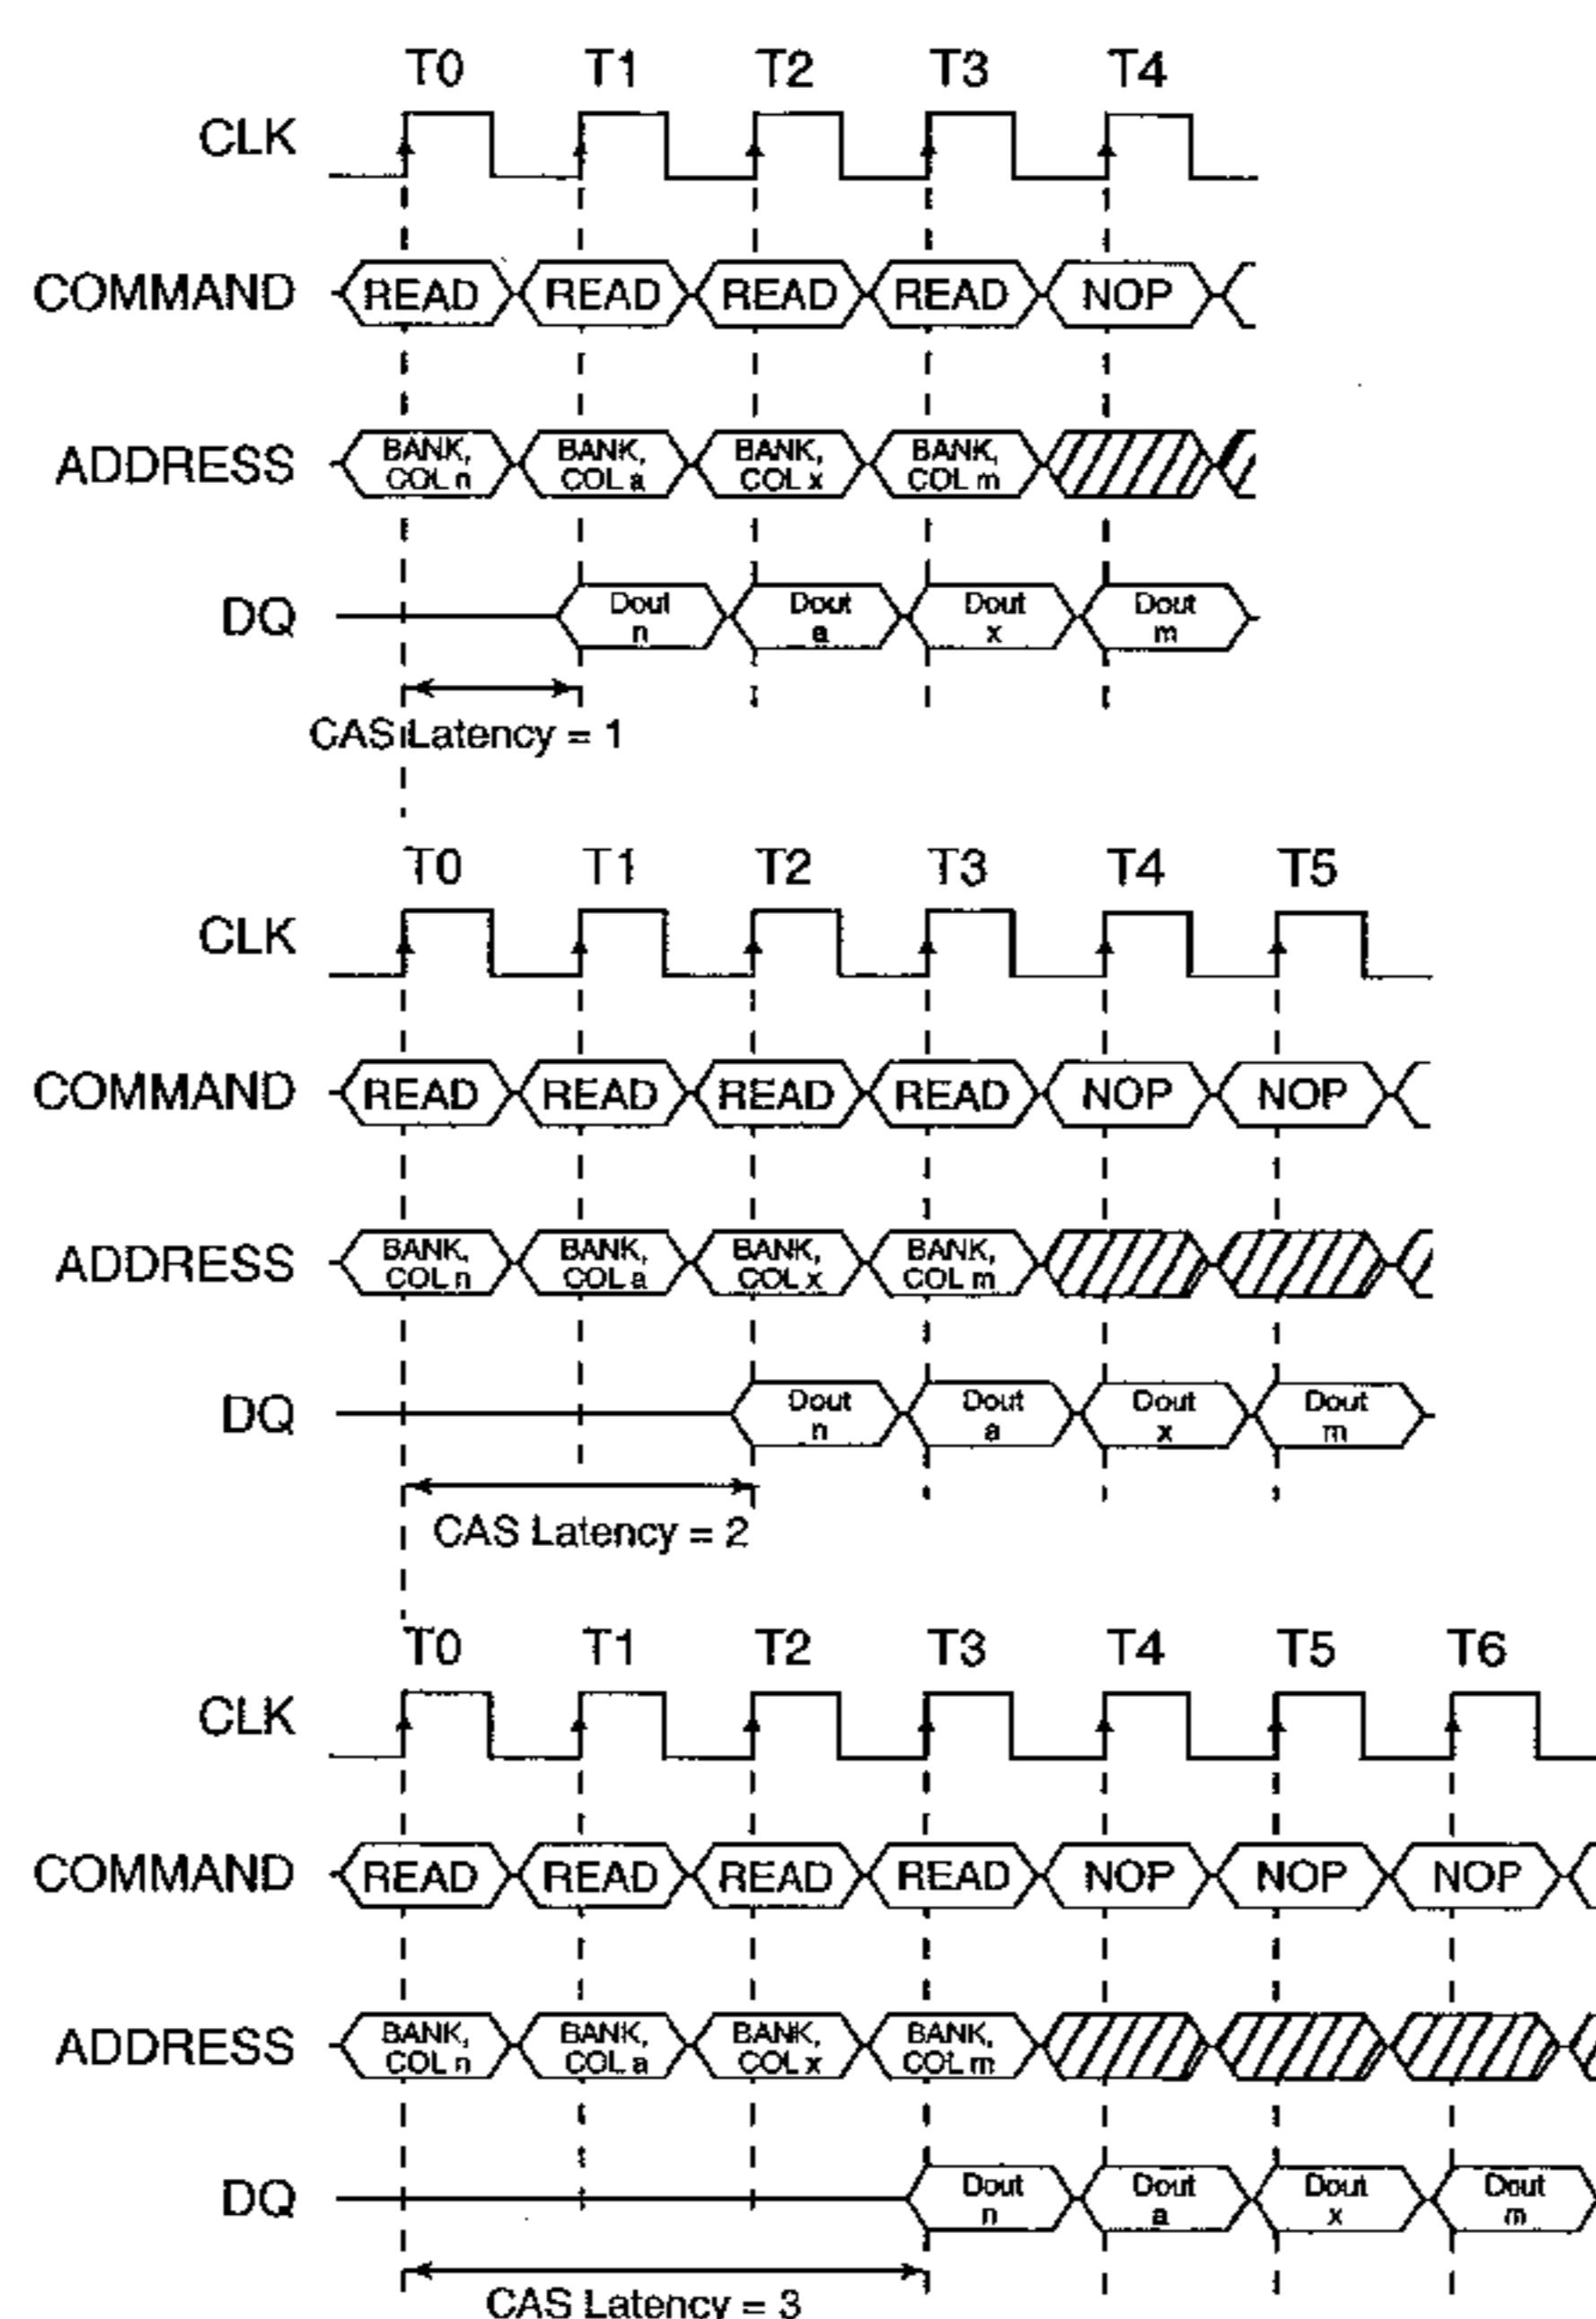 T0 T1 T2 T3 T4
CLK
COMMAND READ READ READ READ NOP
ADDRESS BANK, COL n BANK, COL a BANK, COL x BANK, COL m
DQ Dout n Dout a Dout x Dout m
CAS Latency = 1
T0 T1 T2 T3 T4 T5
CLK
COMMAND READ READ READ READ NOP NOP
ADDRESS BANK, COL n BANK, COL a BANK, COL x BANK, COL m
DQ Dout n Dout a Dout x Dout m
CAS Latency = 2
T0 T1 T2 T3 T4 T5 T6
CLK
COMMAND READ READ READ READ NOP NOP NOP
ADDRESS BANK, COL n BANK, COL a BANK, COL x BANK, COL m
DQ Dout n Dout a Dout x Dout m
CAS Latency = 3